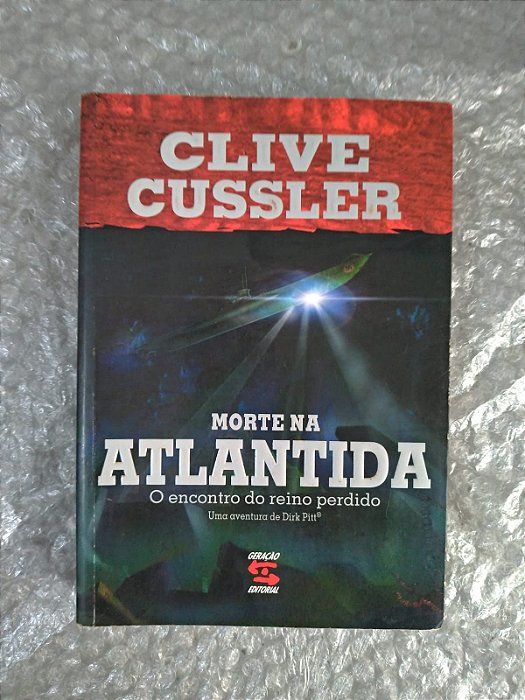 CLIVE
CUSSLER
MORTE NA
ATLANTIDA
O encontro do reino perdido
Uma aventura de Dirk Pitt®
GERAÇÃO
EDITORIAL